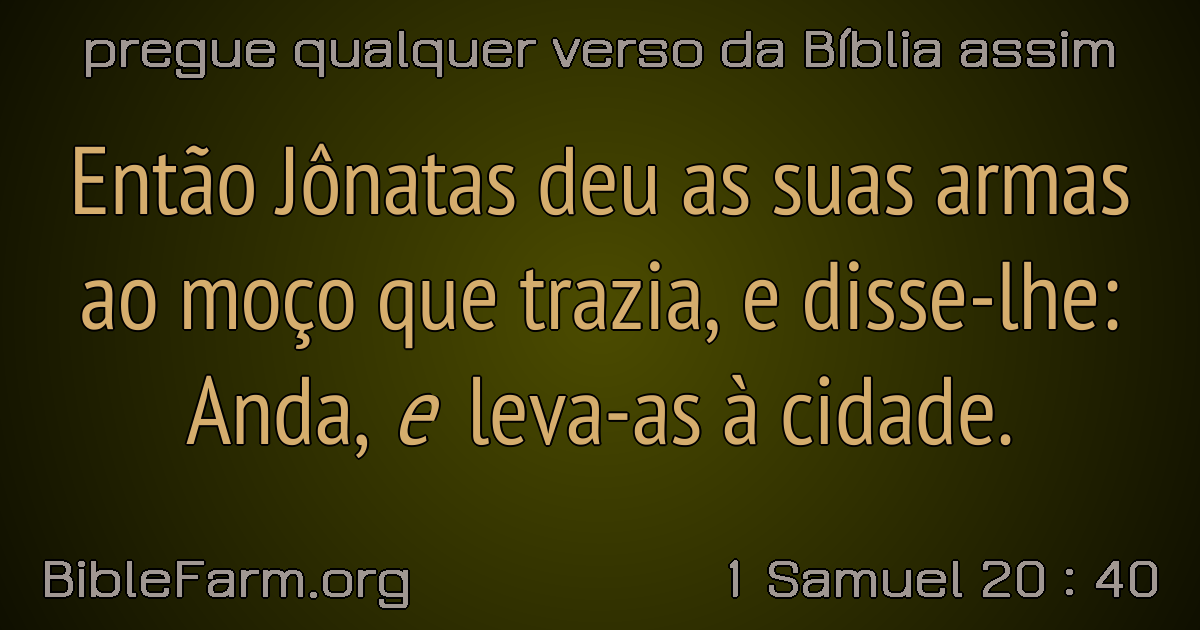 pregue qualquer verso da Bíblia assim
Então Jônatas deu as suas armas
ao moço que trazia, e disse-lhe:
Anda, e leva-as à cidade.
BibleFarm.org
1 Samuel 20 : 40